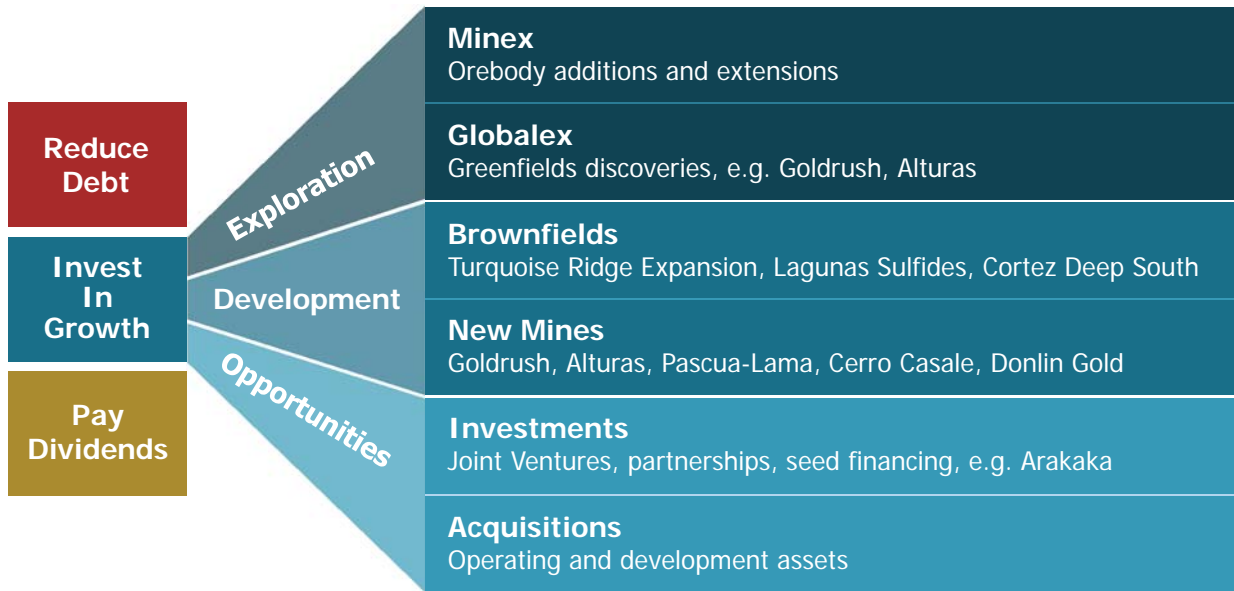 Reduce
Debt
Invest
In
Growth
Pay
Dividends
Exploration
Development
Opportunities
Minex
Orebody additions and extensions
Globalex
Greenfields discoveries, e.g. Goldrush, Alturas
Brownfields
Turquoise Ridge Expansion, Lagunas Sulfides, Cortez Deep South
New Mines
Goldrush, Alturas, Pascua-Lama, Cerro Casale, Donlin Gold
Investments
Joint Ventures, partnerships, seed financing, e.g. Arakaka
Acquisitions
Operating and development assets